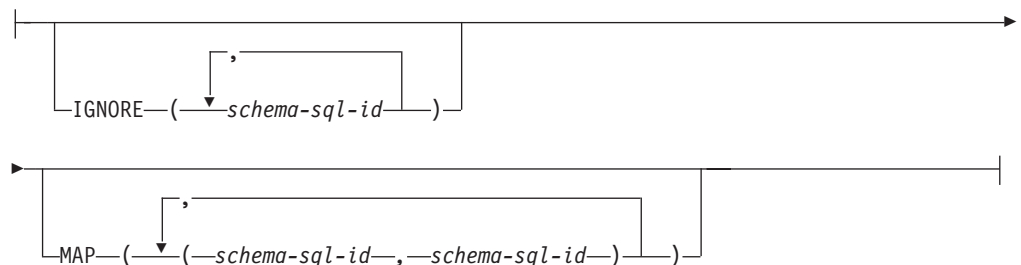 ,
IGNORE ( schema-sql-id )
,
MAP ( ( schema-sql-id , schema-sql-id ) )